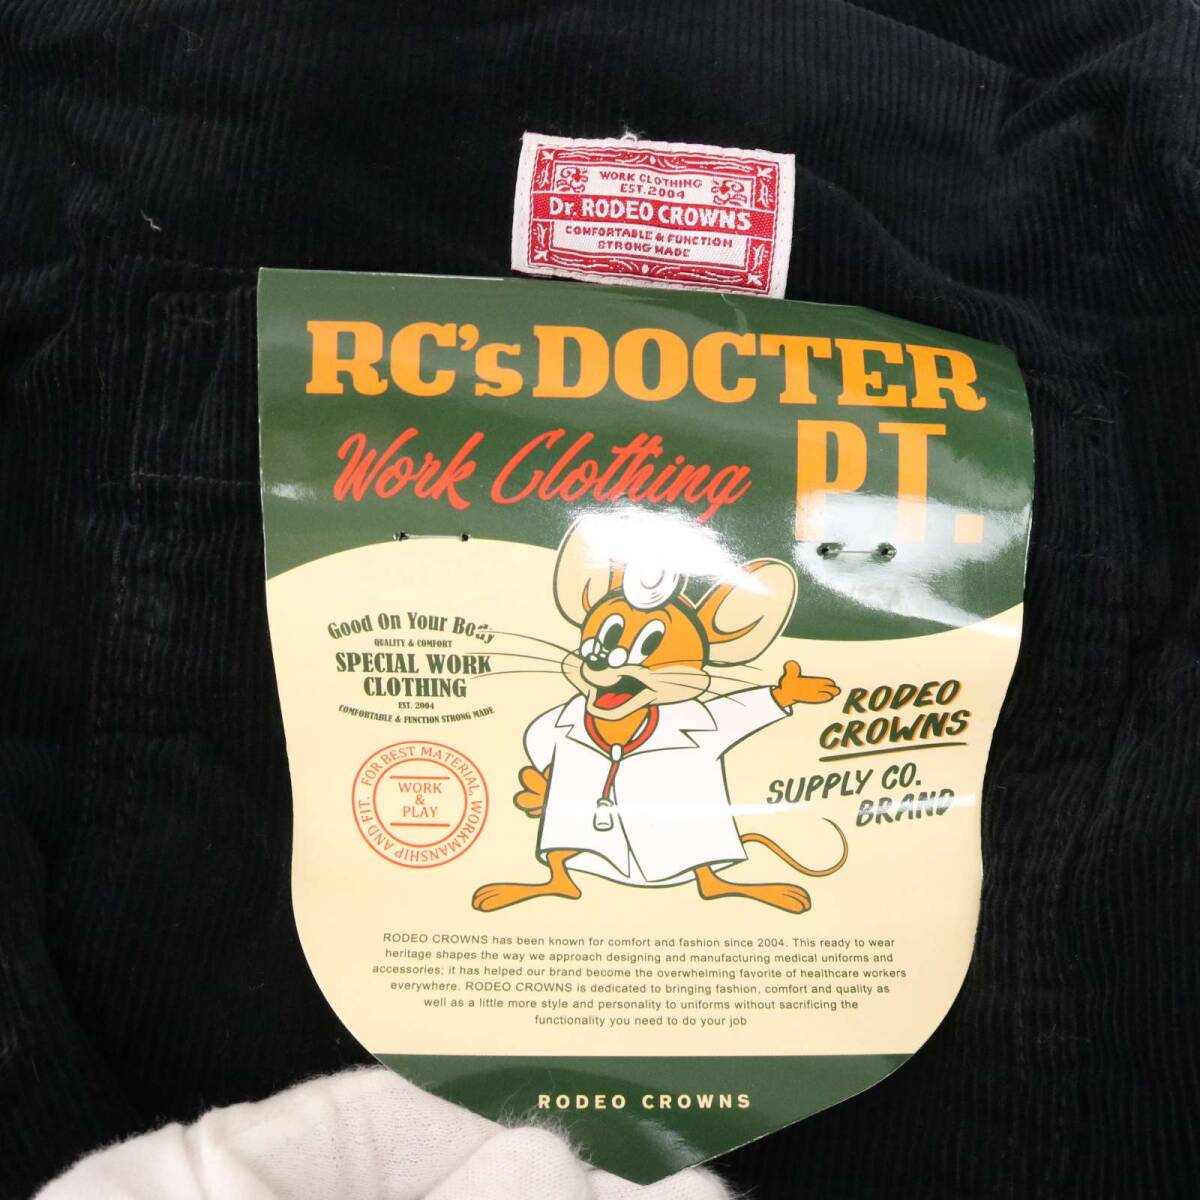 WORK CLOTHING
EST. 2004
Dr. RODEO CROWNS
COMFORTABLE & FUNCTION
STRONG MADE
RC's DOCTER
Work Clothing
PT.
Good On Your Body
QUALITY & COMFORT
SPECIAL WORK
CLOTHING
EST. 2004
COMFORTABLE & FUNCTION STRONG MADE
FOR BEST MATERIAL, WORKMANSHIP AND FIT.
WORK
&
PLAY
RODEO
CROWNS
SUPPLY CO.
BRAND
RODEO CROWNS has been known for comfort and fashion since 2004. This ready to wear
heritage shapes the way we approach designing and manufacturing medical uniforms and
accessories; it has helped our brand become the overwhelming favorite of healthcare workers
everywhere. RODEO CROWNS is dedicated to bringing fashion, comfort and quality as
well as a little more style and personality to uniforms without sacrificing the
functionality you need to do your job
RODEO CROWNS